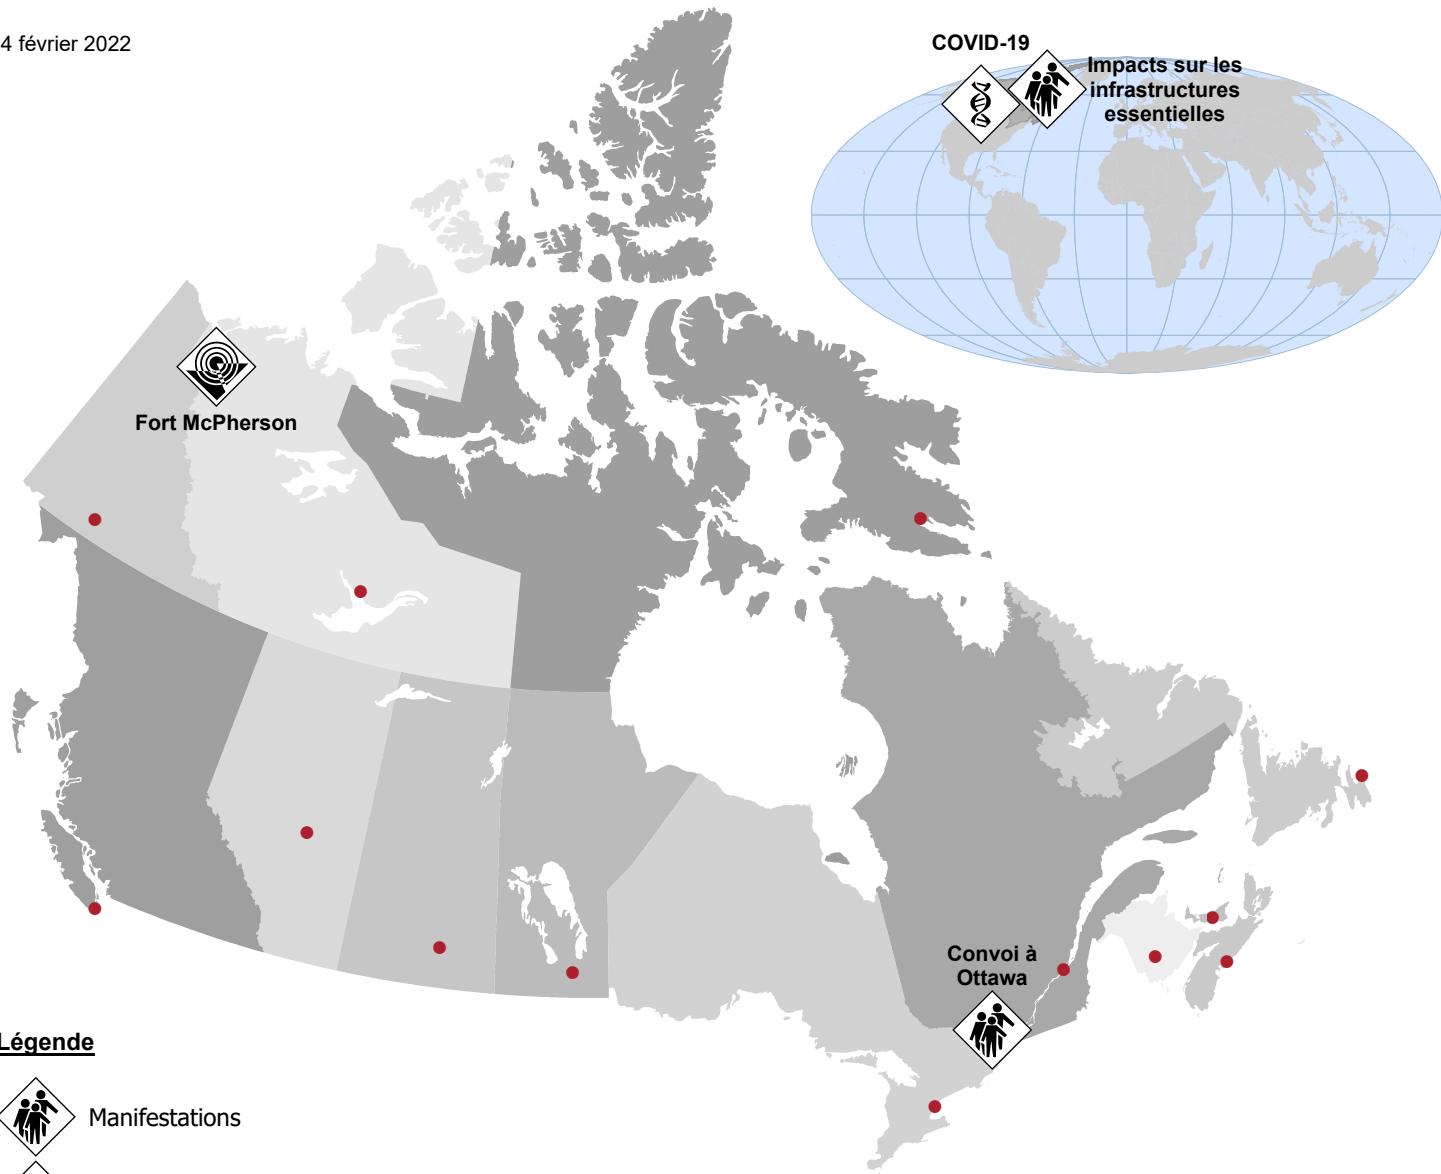 4 février 2022
COVID-19
Impacts sur les
infrastructures
essentielles
Fort McPherson
Convoi à
Ottawa
Légende
Manifestations